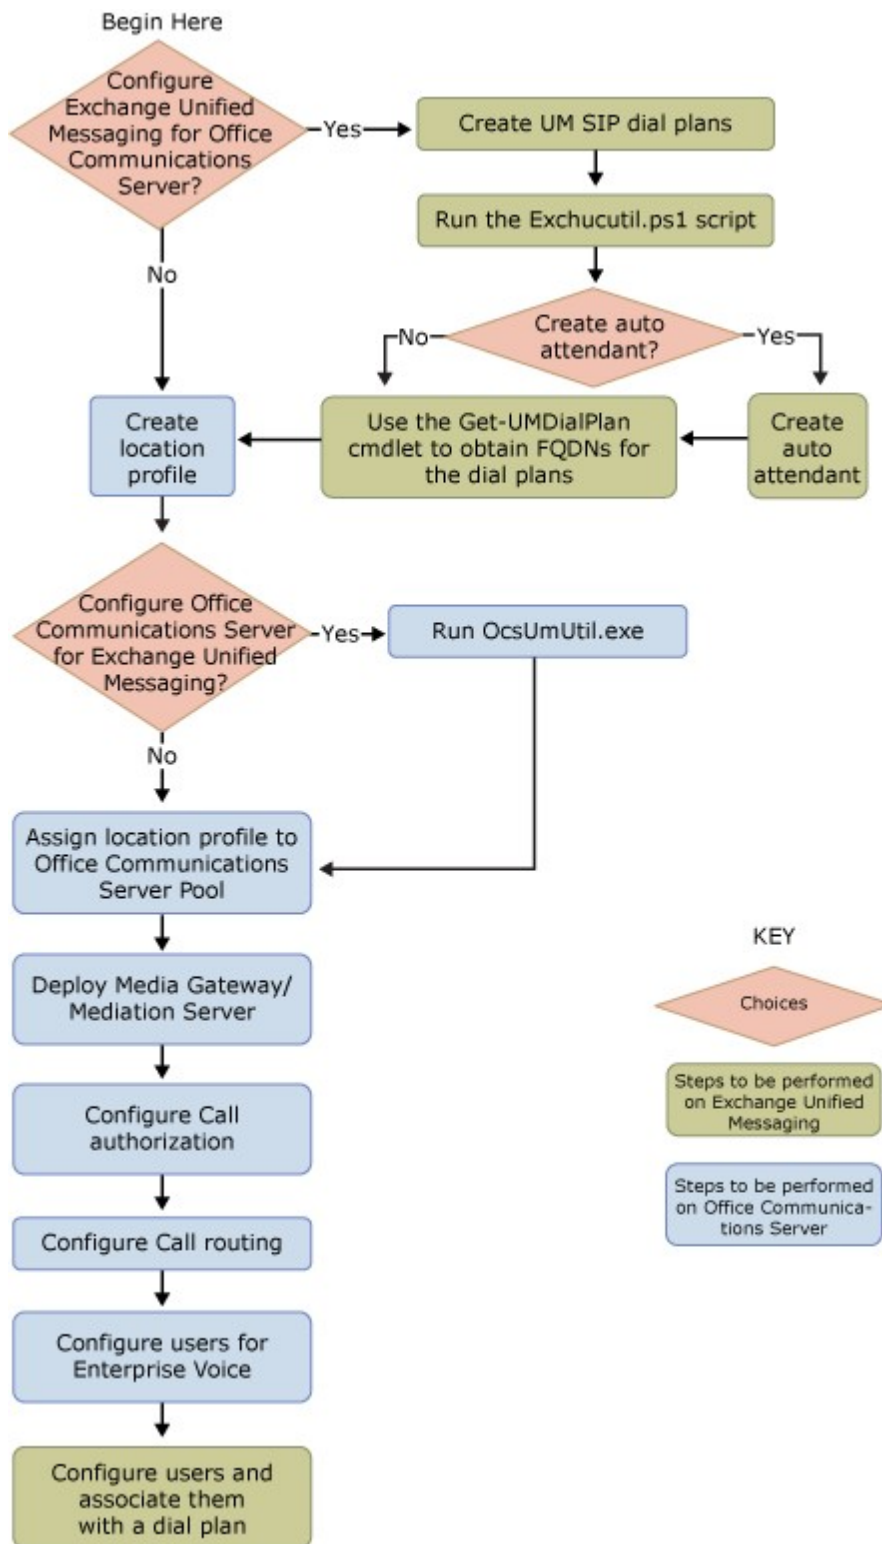 Begin Here
Configure
Exchange Unified
Messaging for Office
Communications
Server?
Yes
Create UM SIP dial plans
Run the Exchucutil.ps1 script
No
Create auto
attendant?
No
Yes
Create
location
profile
Use the Get-UMDialPlan
cmdlet to obtain FQDNs for
the dial plans
Create
auto
attendant
Configure Office
Communications Server
for Exchange Unified
Messaging?
Yes
Run OcsUmUtil.exe
No
Assign location profile to
Office Communications
Server Pool
Deploy Media Gateway/
Mediation Server
Configure Call
authorization
Configure Call routing
Configure users for
Enterprise Voice
Configure users and
associate them
with a dial plan
KEY
Choices
Steps to be performed
on Exchange Unified
Messaging
Steps to be performed
on Office Communica-
tions Server